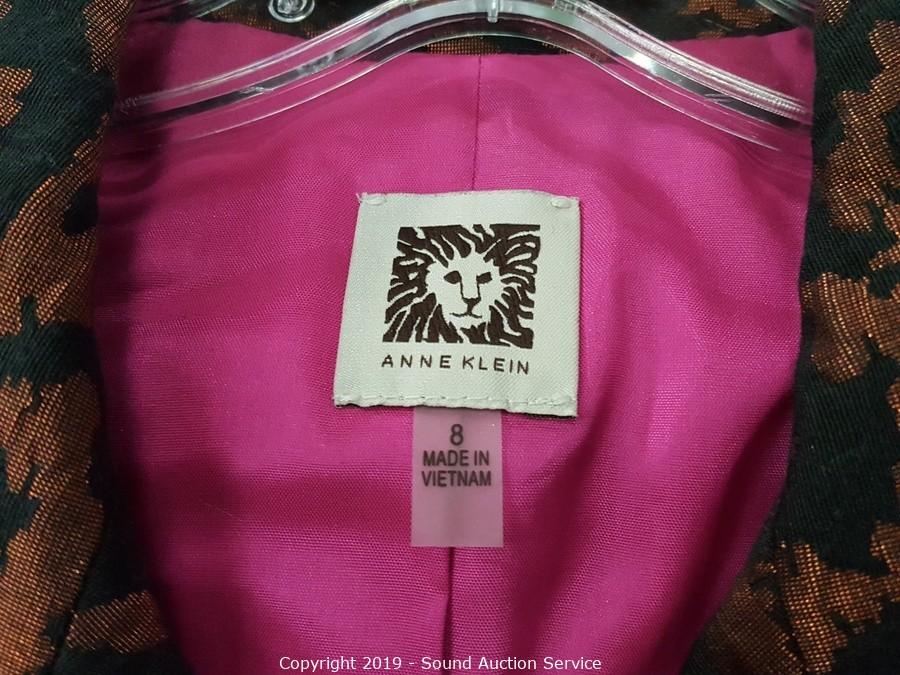 ANNE KLEIN
8
MADE IN
VIETNAM
Copyright 2019 - Sound Auction Service